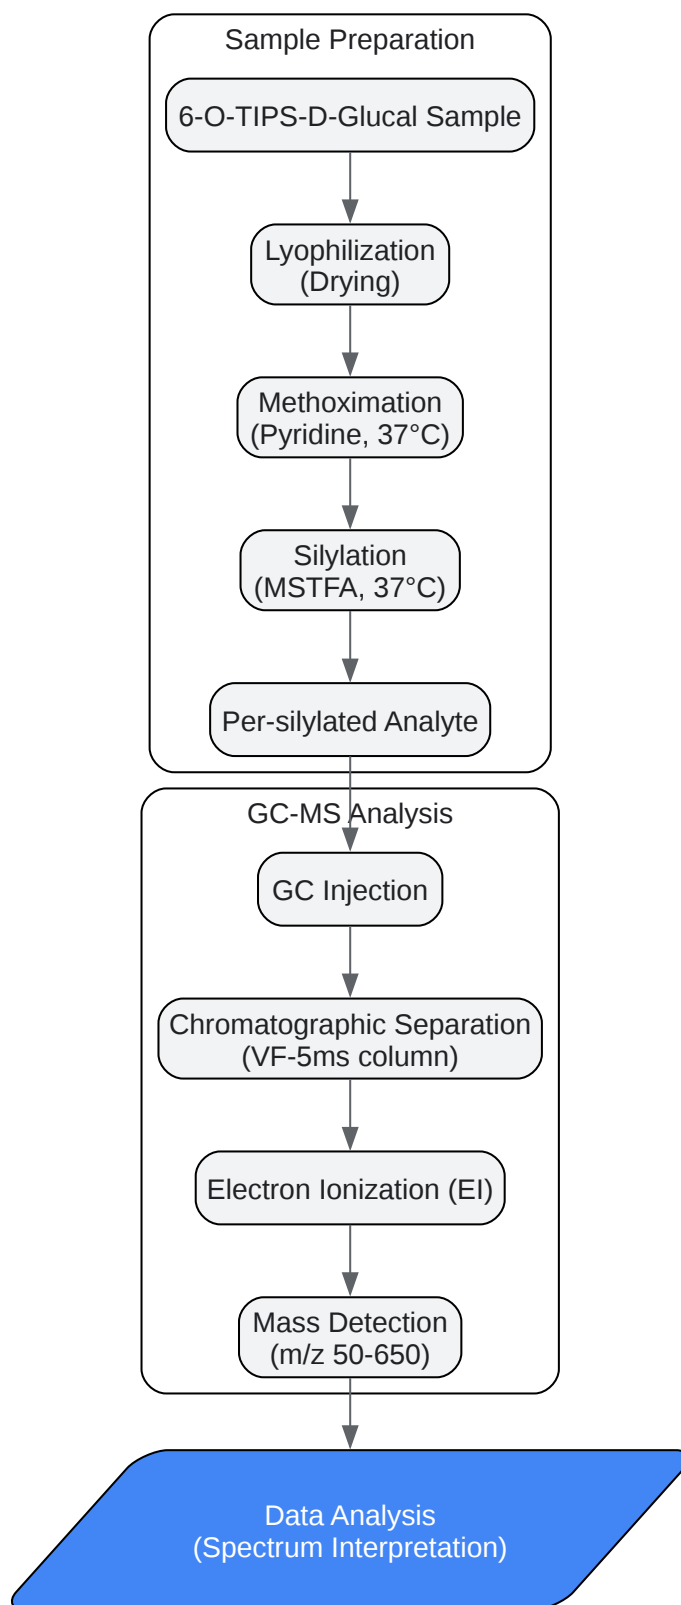 Sample Preparation
6-O-TIPS-D-Glucal Sample
Lyophilization
(Drying)
Methoximation
(Pyridine, 37°C)
Silylation
(MSTFA, 37°C)
Per-silylated Analyte
GC-MS Analysis
GC Injection
Chromatographic Separation
(VF-5ms column)
Electron Ionization (EI)
Mass Detection
(m/z 50-650)
Data Analysis
(Spectrum Interpretation)